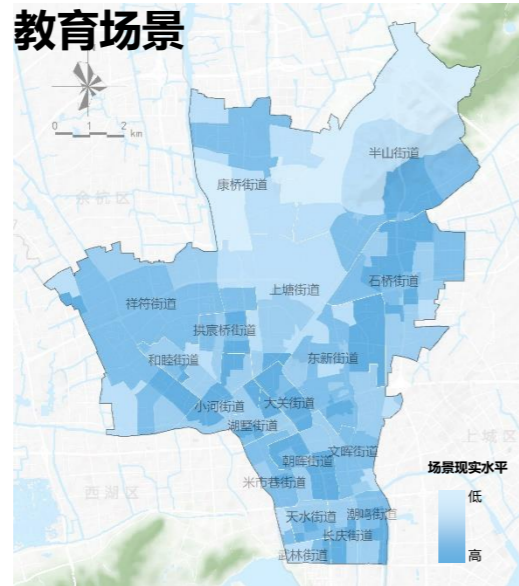 教育场景
0 1 2 km
半山街道
康桥街道
余杭区
石桥街道
上塘街道
祥符街道
拱宸桥街道
和睦街道
东新街道
小河街道
大关街道
湖墅街道
文晖街道
上城区
朝晖街道
场景现实水平
米市巷街道
西湖区
低
天水街道
潮鸣街道
长庆街道
武林街道
高